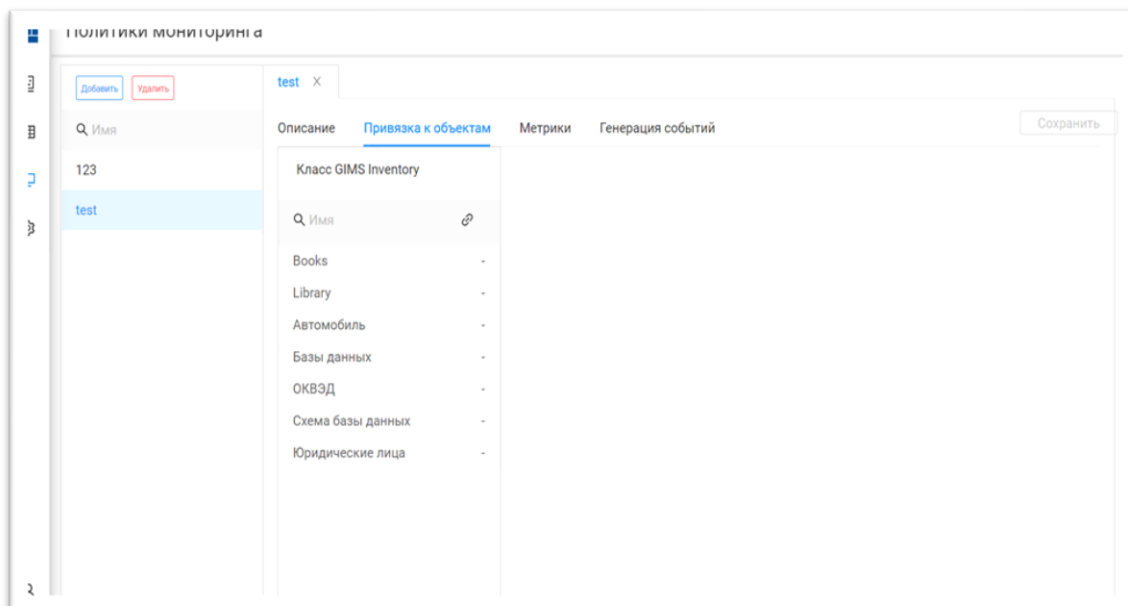 Политики мониторинга
Добавить Удалить
Имя
123
test
test X
Описание Привязка к объектам Метрики Генерация событий Сохранить
Класс GIMS Inventory
Имя
Books -
Library -
Автомобиль -
Базы данных -
ОКВЭД -
Схема базы данных -
Юридические лица -